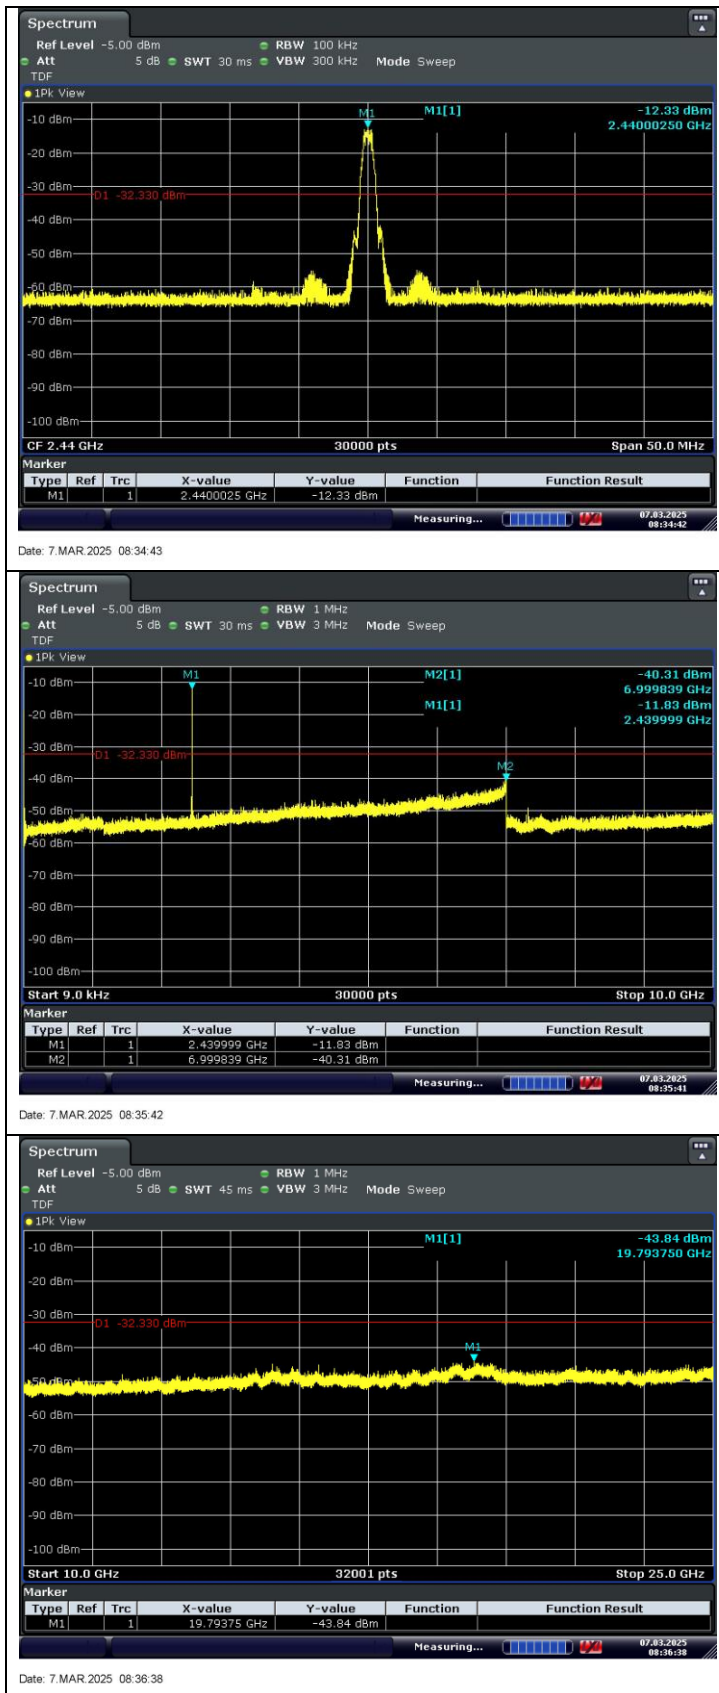 Spectrum
Ref Level -5.00 dBm RBW 100 kHz
Att 5 dB SWT 30 ms VBW 300 kHz Mode Sweep
TDF
1Pk View
M1[1] -12.33 dBm
2.44000250 GHz
M1
-10 dBm
-20 dBm
-30 dBm
D1 -32.330 dBm
-40 dBm
-50 dBm
-60 dBm
-70 dBm
-80 dBm
-90 dBm
-100 dBm
CF 2.44 GHz 30000 pts Span 50.0 MHz
Marker
Type Ref Trc X-value Y-value Function Function Result
M1 1 2.4400025 GHz -12.33 dBm
Measuring... 07.03.2025
08:34:42
Date: 7.MAR.2025 08:34:43
Spectrum
Ref Level -5.00 dBm RBW 1 MHz
Att 5 dB SWT 30 ms VBW 3 MHz Mode Sweep
TDF
1Pk View
M2[1] -40.31 dBm
6.999839 GHz
M1[1] -11.83 dBm
2.439999 GHz
M1
-10 dBm
-20 dBm
-30 dBm
D1 -32.330 dBm
M2
-40 dBm
-50 dBm
-60 dBm
-70 dBm
-80 dBm
-90 dBm
-100 dBm
Start 9.0 kHz 30000 pts Stop 10.0 GHz
Marker
Type Ref Trc X-value Y-value Function Function Result
M1 1 2.439999 GHz -11.83 dBm
M2 1 6.999839 GHz -40.31 dBm
Measuring... 07.03.2025
08:35:41
Date: 7.MAR.2025 08:35:42
Spectrum
Ref Level -5.00 dBm RBW 1 MHz
Att 5 dB SWT 45 ms VBW 3 MHz Mode Sweep
TDF
1Pk View
M1[1] -43.84 dBm
19.793750 GHz
-10 dBm
-20 dBm
-30 dBm
D1 -32.330 dBm
-40 dBm
M1
-50 dBm
-60 dBm
-70 dBm
-80 dBm
-90 dBm
-100 dBm
Start 10.0 GHz 32001 pts Stop 25.0 GHz
Marker
Type Ref Trc X-value Y-value Function Function Result
M1 1 19.79375 GHz -43.84 dBm
Measuring... 07.03.2025
08:36:38
Date: 7.MAR.2025 08:36:38